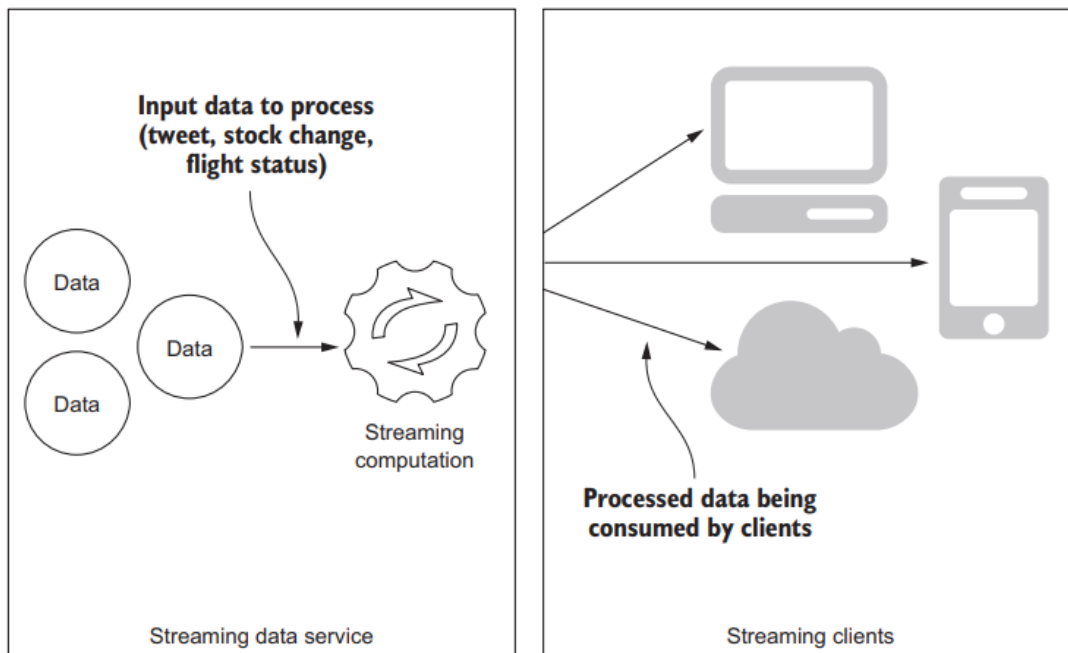 Input data to process
(tweet, stock change,
flight status)
Data
Data
Data
Streaming
computation
Streaming data service
Processed data being
consumed by clients
Streaming clients